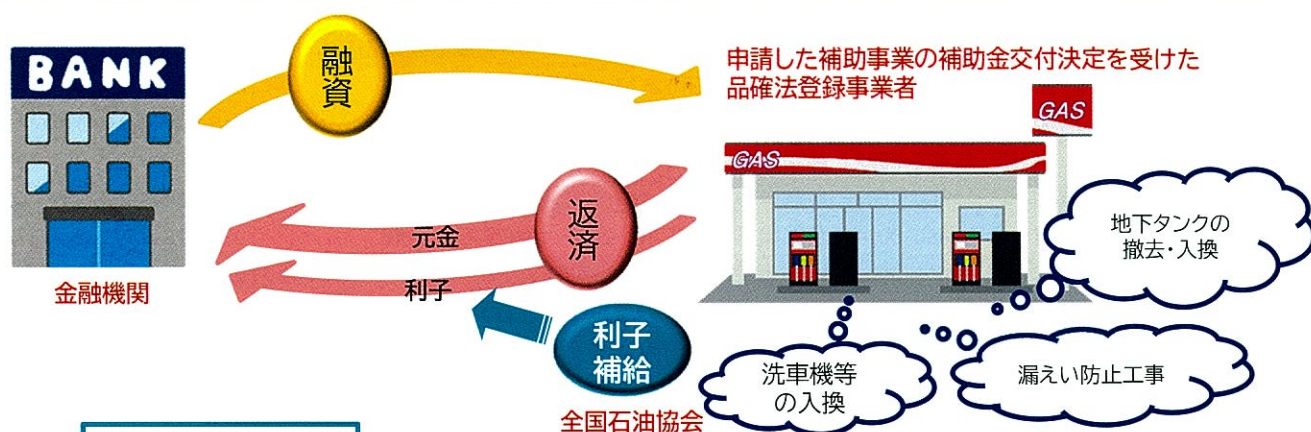 BANK
融資
申請した補助事業の補助金交付決定を受けた
品確法登録事業者
GAS
GAS
返済
元金
利子
金融機関
利子
補給
全国石油協会
地下タンクの
撤去・入換
洗車機等
の入換
漏えい防止工事